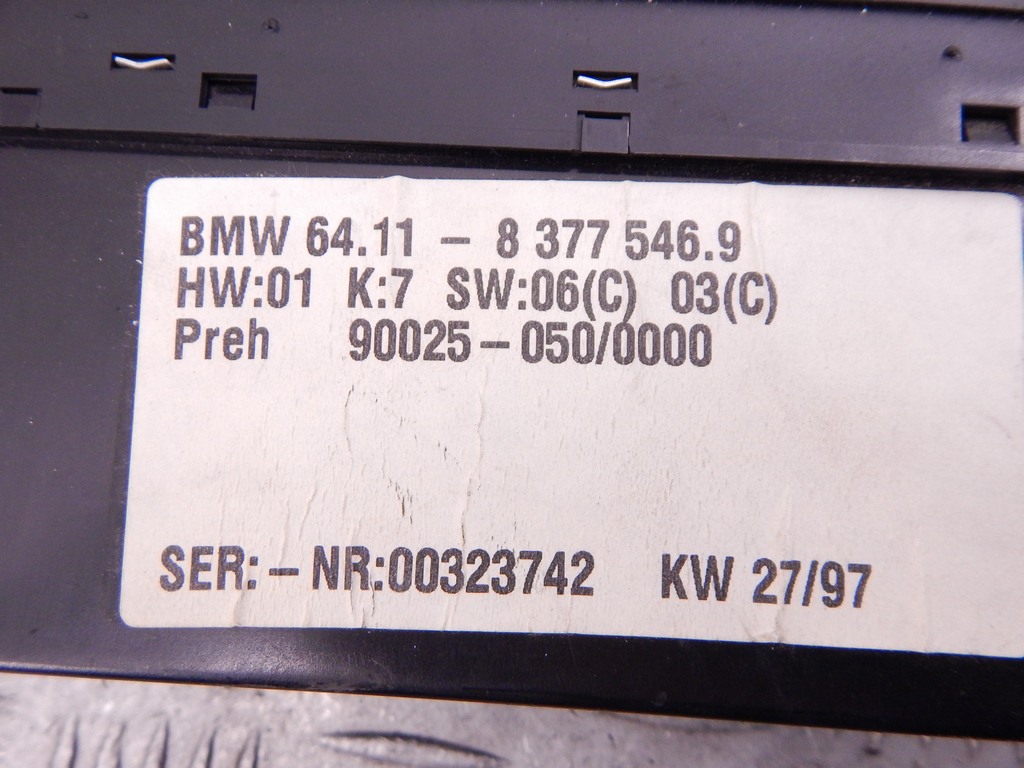 BMW 64.11 – 8 377 546.9
HW:01 K:7 SW:06(C) 03(C)
Preh 90025–050/0000
SER:–NR:00323742 KW 27/97